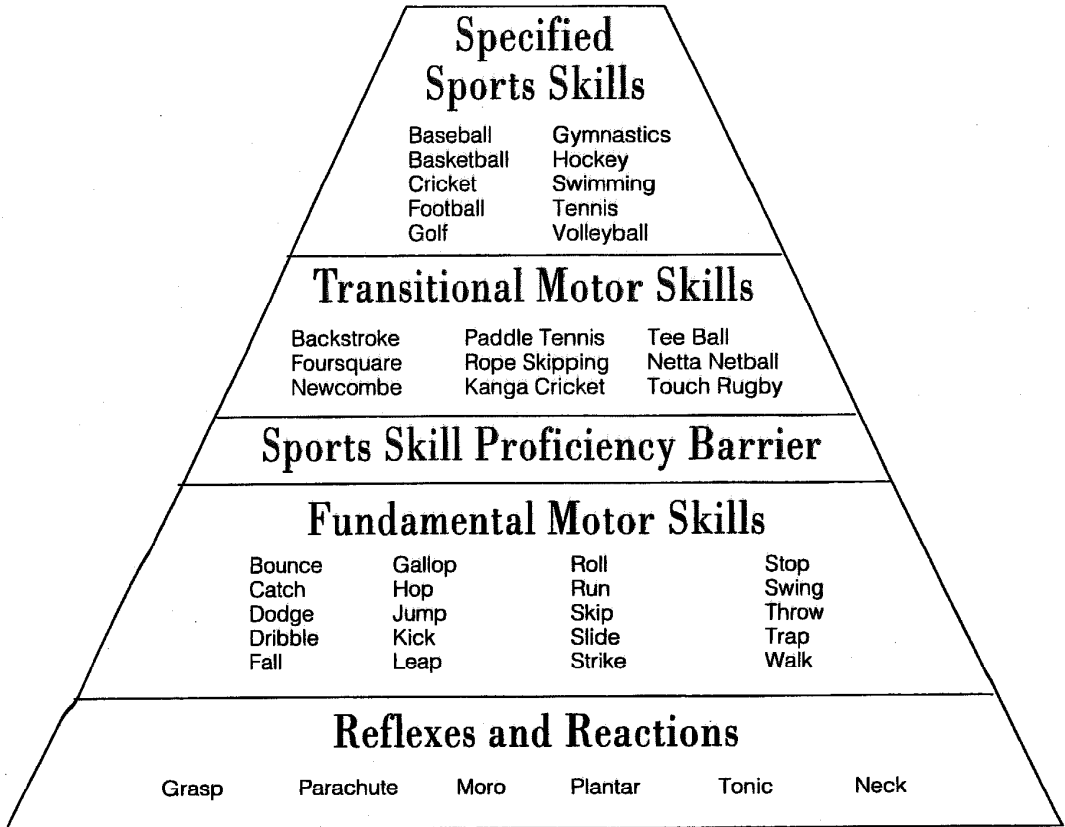 Specified
Sports Skills
Baseball Gymnastics
Basketball Hockey
Cricket Swimming
Football Tennis
Golf Volleyball
Transitional Motor Skills
Backstroke Paddle Tennis Tee Ball
Foursquare Rope Skipping Netta Netball
Newcombe Kanga Cricket Touch Rugby
Sports Skill Proficiency Barrier
Fundamental Motor Skills
Bounce Gallop Roll Stop
Catch Hop Run Swing
Dodge Jump Skip Throw
Dribble Kick Slide Trap
Fall Leap Strike Walk
Reflexes and Reactions
Grasp Parachute Moro Plantar Tonic Neck